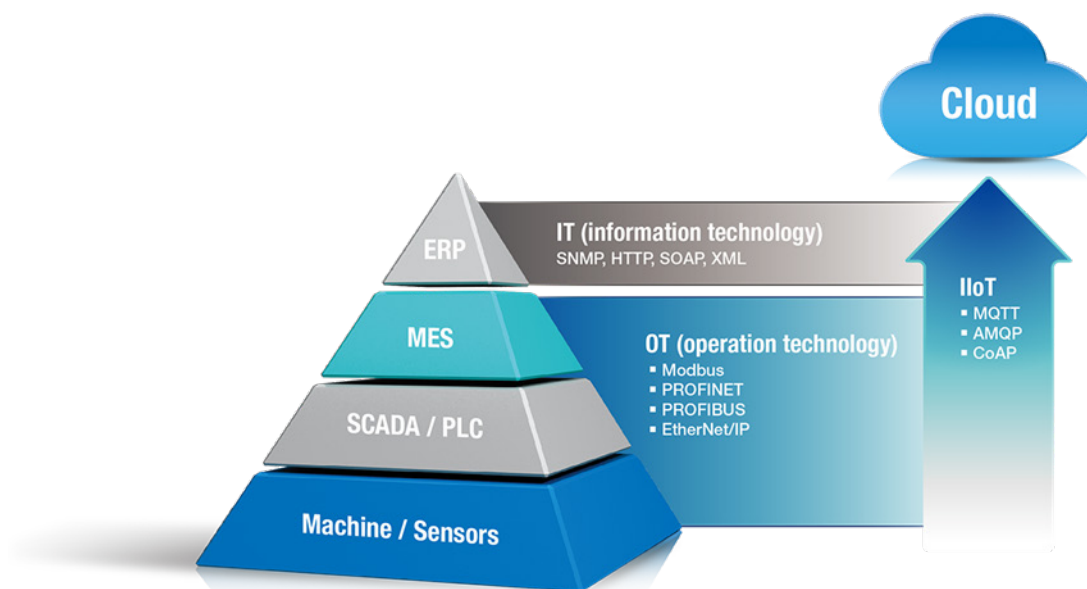 Cloud
ERP
IT (information technology)
SNMP, HTTP, SOAP, XML
MES
OT (operation technology)
▪ Modbus
▪ PROFINET
▪ PROFIBUS
▪ EtherNet/IP
IIoT
▪ MQTT
▪ AMQP
▪ CoAP
SCADA / PLC
Machine / Sensors